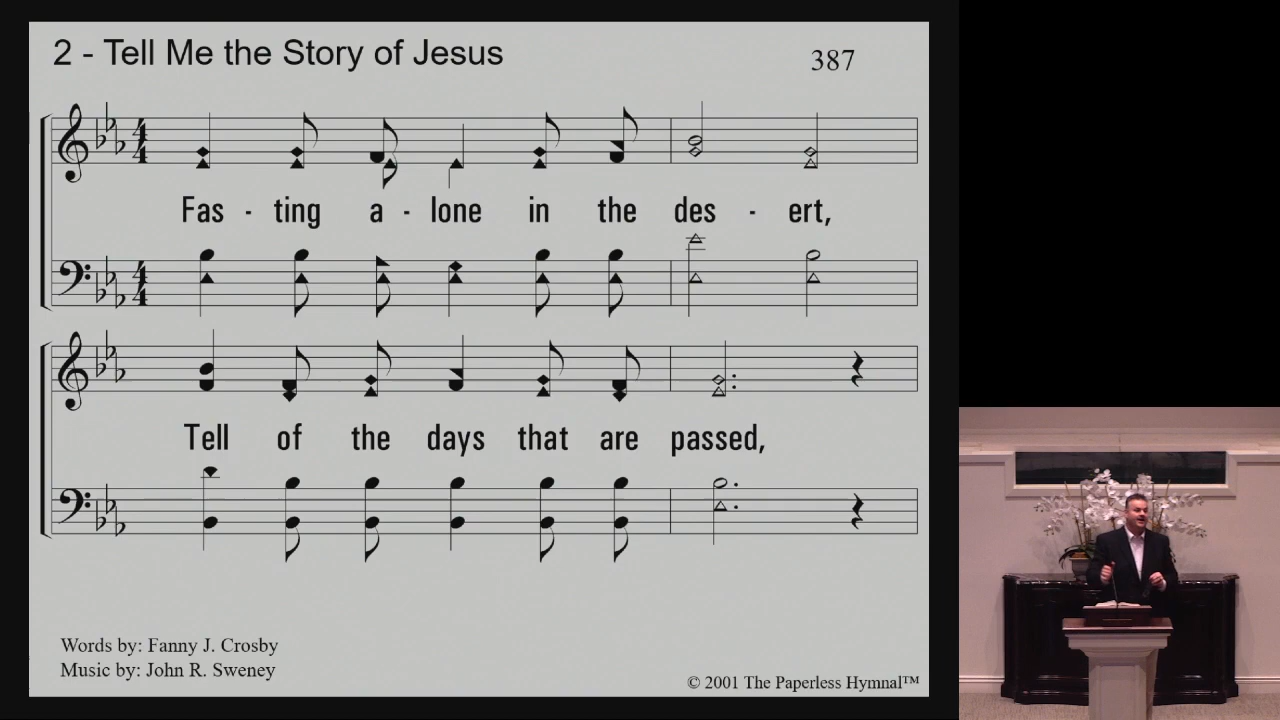 2 - Tell Me the Story of Jesus
387
Fas - ting a - lone in the des - ert,
Tell of the days that are passed,
Words by: Fanny J. Crosby
Music by: John R. Sweney
© 2001 The Paperless Hymnal™